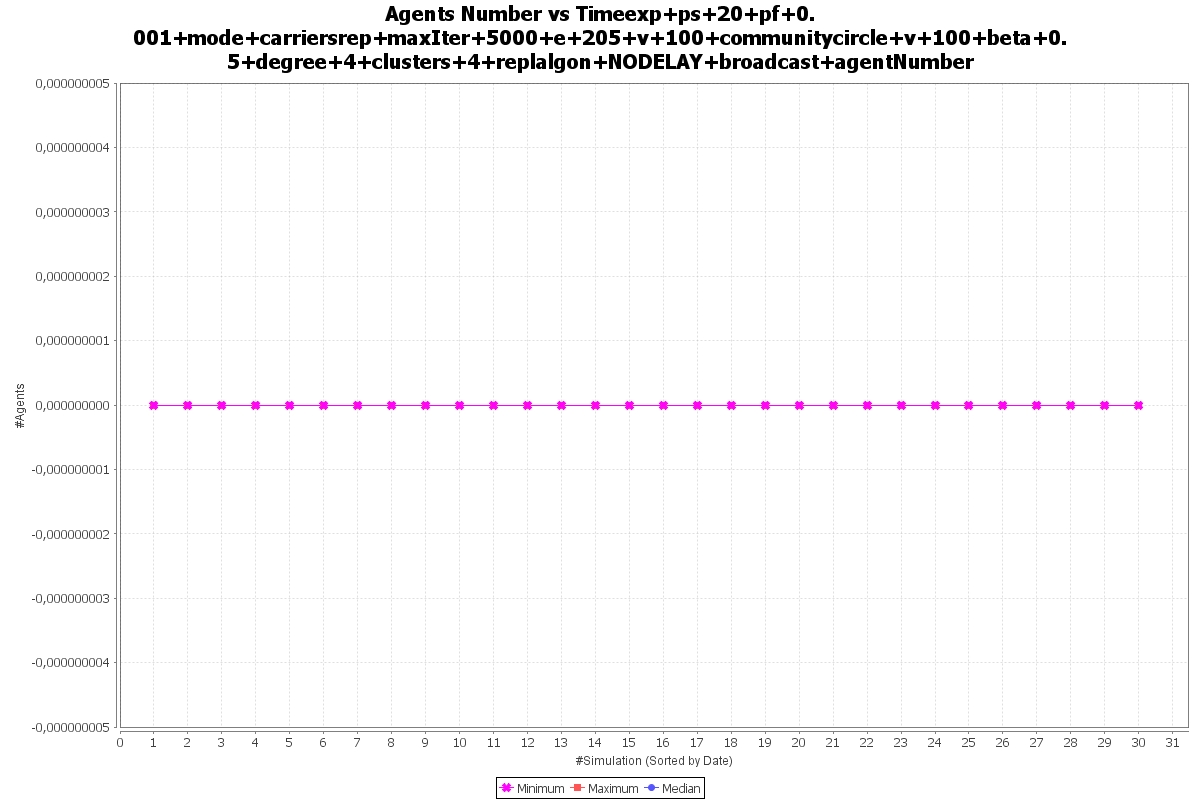 Agents Number vs Timeexp+ps+20+pf+0.
001+mode+carriersrep+maxIter+5000+e+205+v+100+communitycircle+v+100+beta+0.
5+degree+4+clusters+4+replalgon+NODELAY+broadcast+agentNumber
0,000000005
0,000000004
0,000000003
0,000000002
0,000000001
0,000000000
-0,000000001
-0,000000002
-0,000000003
-0,000000004
-0,000000005
#Agents
0 1 2 3 4 5 6 7 8 9 10 11 12 13 14 15 16 17 18 19 20 21 22 23 24 25 26 27 28 29 30 31
#Simulation (Sorted by Date)
Minimum Maximum Median